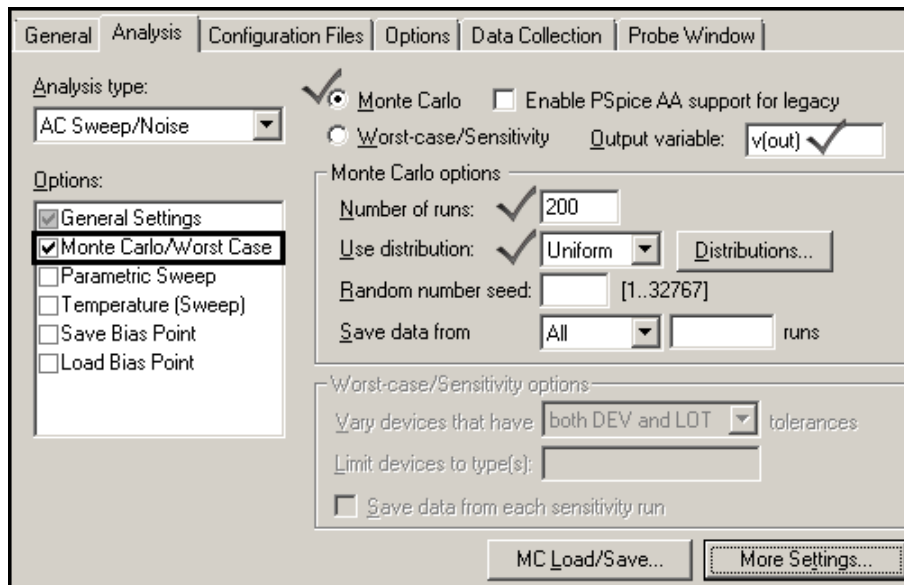 General Analysis Configuration Files Options Data Collection Probe Window
Analysis type:
AC Sweep/Noise
Options:
General Settings
Monte Carlo/Worst Case
Parametric Sweep
Temperature (Sweep)
Save Bias Point
Load Bias Point
Monte Carlo Enable PSpice AA support for legacy
Worst-case/Sensitivity Output variable: v(out)
Monte Carlo options
Number of runs: 200
Use distribution: Uniform Distributions...
Random number seed: [1..32767]
Save data from All runs
Worst-case/Sensitivity options
Vary devices that have both DEV and LOT tolerances
Limit devices to type(s):
Save data from each sensitivity run
MC Load/Save... More Settings...